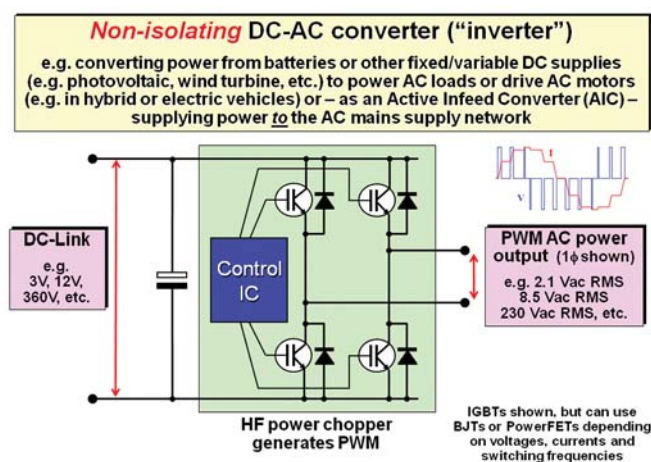 Non-isolating DC-AC converter (“inverter”)
e.g. converting power from batteries or other fixed/variable DC supplies
(e.g. photovoltaic, wind turbine, etc.) to power AC loads or drive AC motors
(e.g. in hybrid or electric vehicles) or – as an Active Infeed Converter (AIC) –
supplying power to the AC mains supply network
I
V
DC-Link
e.g.
3V, 12V,
360V, etc.
Control
IC
PWM AC power
output (1ϕ shown)
e.g. 2.1 Vac RMS
8.5 Vac RMS
230 Vac RMS, etc.
HF power chopper
generates PWM
IGBTs shown, but can use
BJTs or PowerFETs depending
on voltages, currents and
switching frequencies